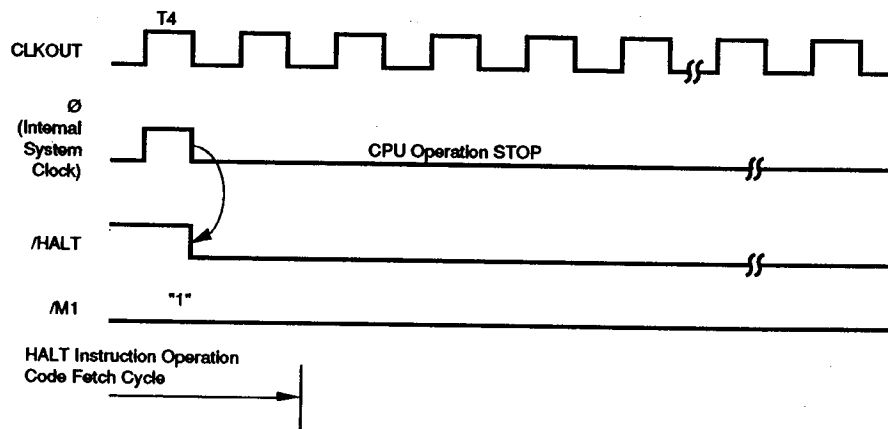 T4
CLKOUT
Ø
(Internal
System
Clock)
CPU Operation STOP
/HALT
"1"
/M1
HALT Instruction Operation
Code Fetch Cycle